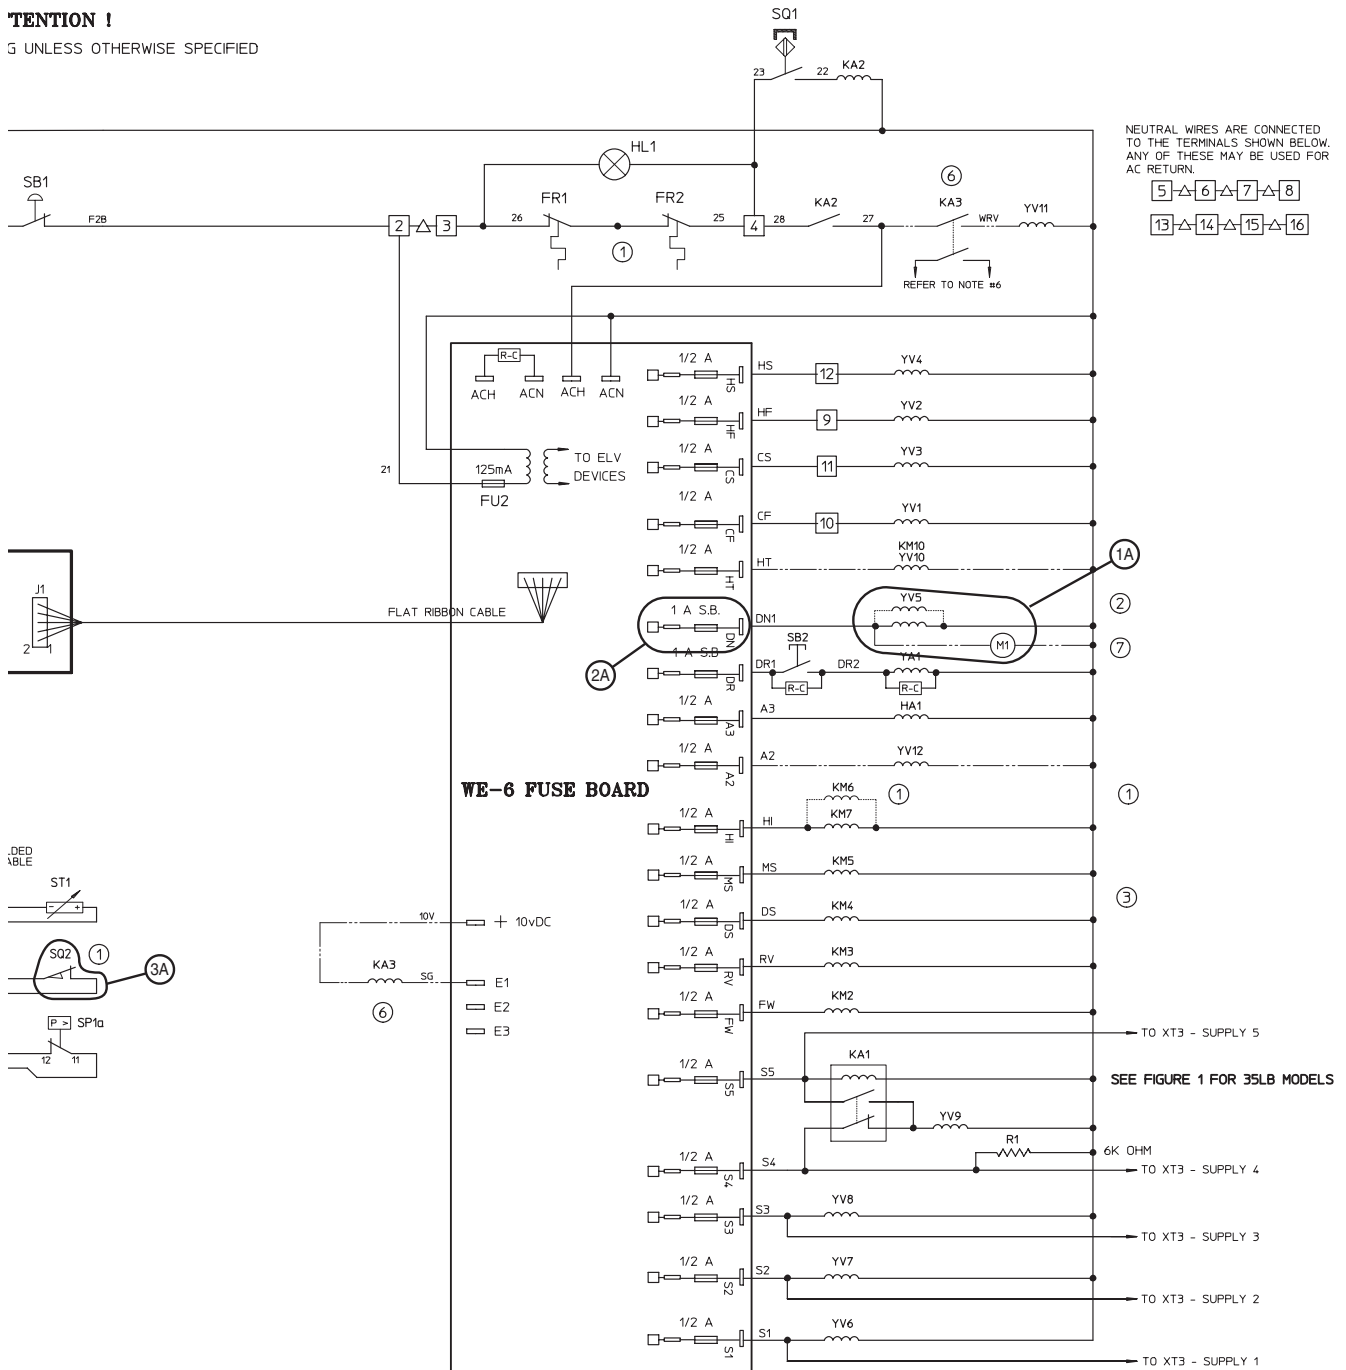 TENTION !
G UNLESS OTHERWISE SPECIFIED
SQ1
23
22
KA2
NEUTRAL WIRES ARE CONNECTED
TO THE TERMINALS SHOWN BELOW.
ANY OF THESE MAY BE USED FOR
AC RETURN.
5 6 7 8
13 14 15 16
HL1
6
SB1
F2B
2 3
26
FR1
1
FR2
25
4
28
KA2
27
KA3
WRV
YV11
REFER TO NOTE #6
R-C
ACH ACN ACH ACN
21
125mA
FU2
TO ELV
DEVICES
1/2 A
HS
HS
12
YV4
1/2 A
HF
HF
9
YV2
1/2 A
CS
CS
11
YV3
1/2 A
CF
CF
10
YV1
1/2 A
HT
HT
KM10
YV10
1A
J1
2 1
FLAT RIBBON CABLE
1 A S.B.
DN
DN1
YV5
2
M1
7
2A
1 A S.B
DR
DR1
SB2
R-C
DR2
YA1
R-C
1/2 A
A3
A3
HA1
1/2 A
A2
A2
YV12
WE-6 FUSE BOARD
1/2 A
HI
HI
KM6
KM7
1
1
1/2 A
MS
MS
KM5
3
LDED
ABLE
ST1
- +
1/2 A
DS
DS
KM4
10V
+ 10vDC
SQ2
1
3A
KA3
SG
E1
6
E2
E3
1/2 A
RV
RV
KM3
1/2 A
FW
FW
KM2
P >
SP1a
12 11
TO XT3 - SUPPLY 5
1/2 A
S5
S5
KA1
SEE FIGURE 1 FOR 35LB MODELS
YV9
R1
6K OHM
1/2 A
S4
S4
TO XT3 - SUPPLY 4
1/2 A
S3
S3
YV8
TO XT3 - SUPPLY 3
1/2 A
S2
S2
YV7
TO XT3 - SUPPLY 2
1/2 A
S1
S1
YV6
TO XT3 - SUPPLY 1